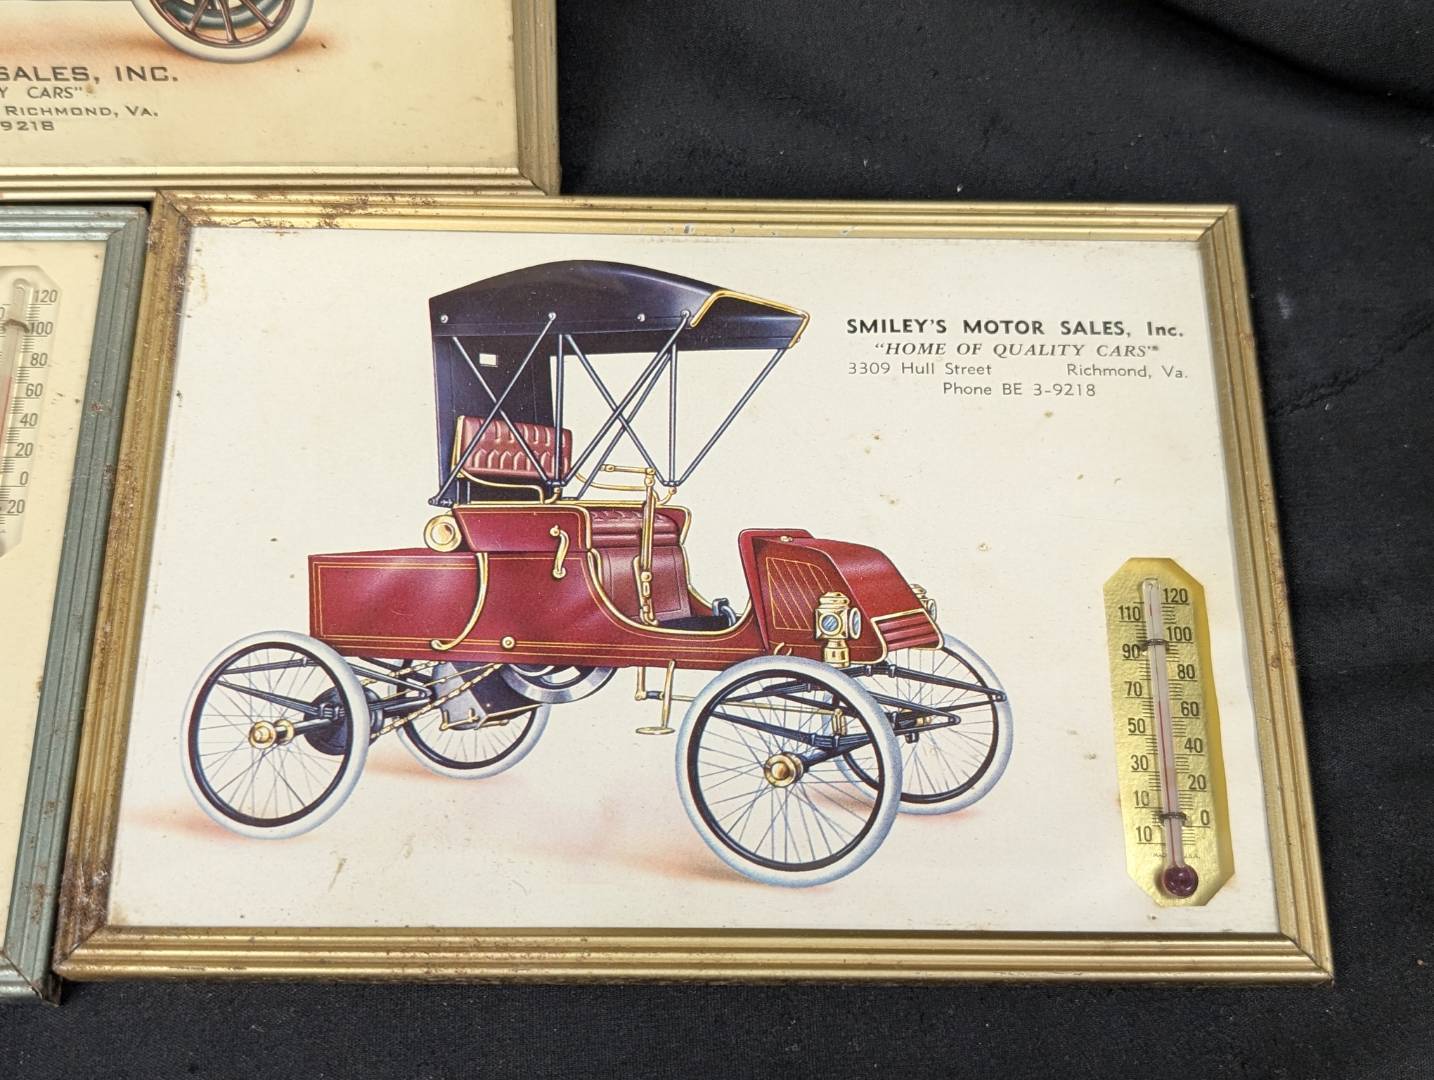 SALES, INC.
Y CARS"
RICHMOND, VA.
9218
120
100
80
60
40
20
0
20
SMILEY'S MOTOR SALES, Inc.
"HOME OF QUALITY CARS"
3309 Hull Street Richmond, Va.
Phone BE 3-9218
110 120
90 100
70 80
50 60
30 40
10 20
10 0